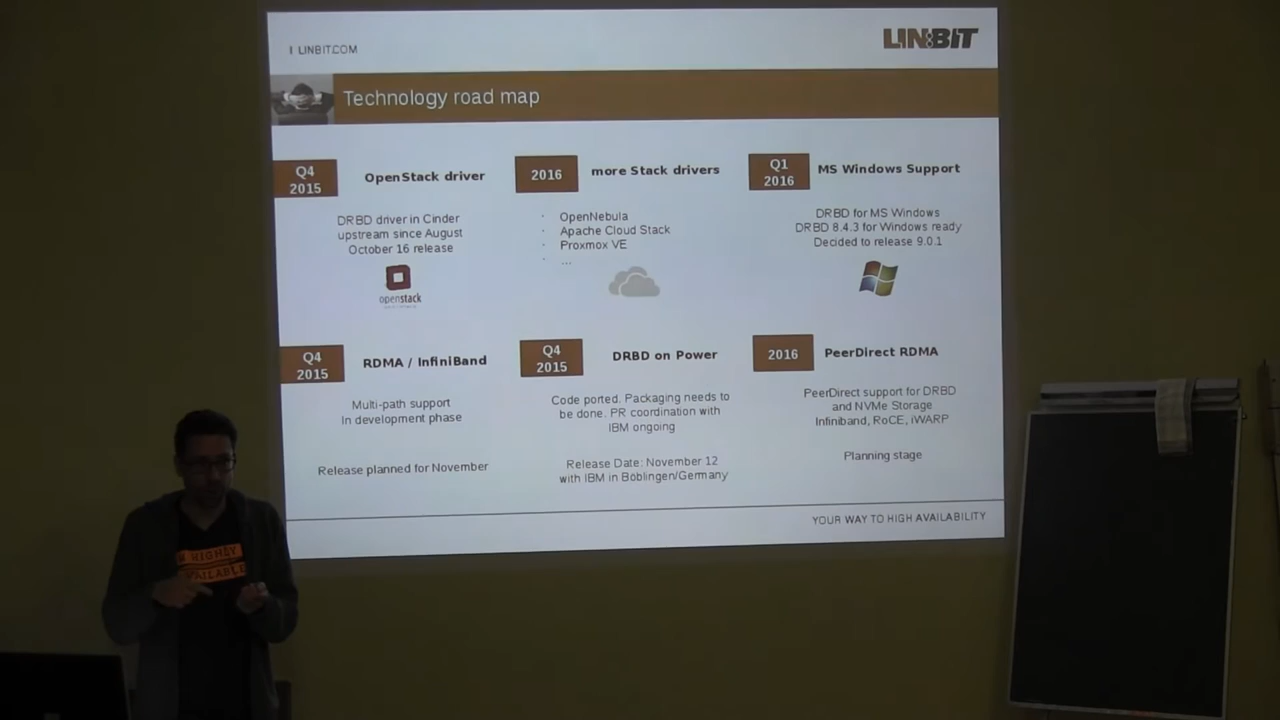 LINBIT.COM
LINBIT
Technology road map
Q4
2015
OpenStack driver
DRBD driver in Cinder
upstream since August
October 16 release
openstack
2016
more Stack drivers
· OpenNebula
· Apache Cloud Stack
· Proxmox VE
· ...
Q1
2016
MS Windows Support
DRBD for MS Windows
DRBD 8.4.3 for Windows ready
Decided to release 9.0.1
Q4
2015
RDMA / InfiniBand
Multi-path support
In development phase
Release planned for November
Q4
2015
DRBD on Power
Code ported. Packaging needs to
be done. PR coordination with
IBM ongoing
Release Date: November 12
with IBM in Böblingen/Germany
2016
PeerDirect RDMA
PeerDirect support for DRBD
and NVMe Storage
Infiniband, RoCE, iWARP
Planning stage
YOUR WAY TO HIGH AVAILABILITY
HIGHLY
AILABLE